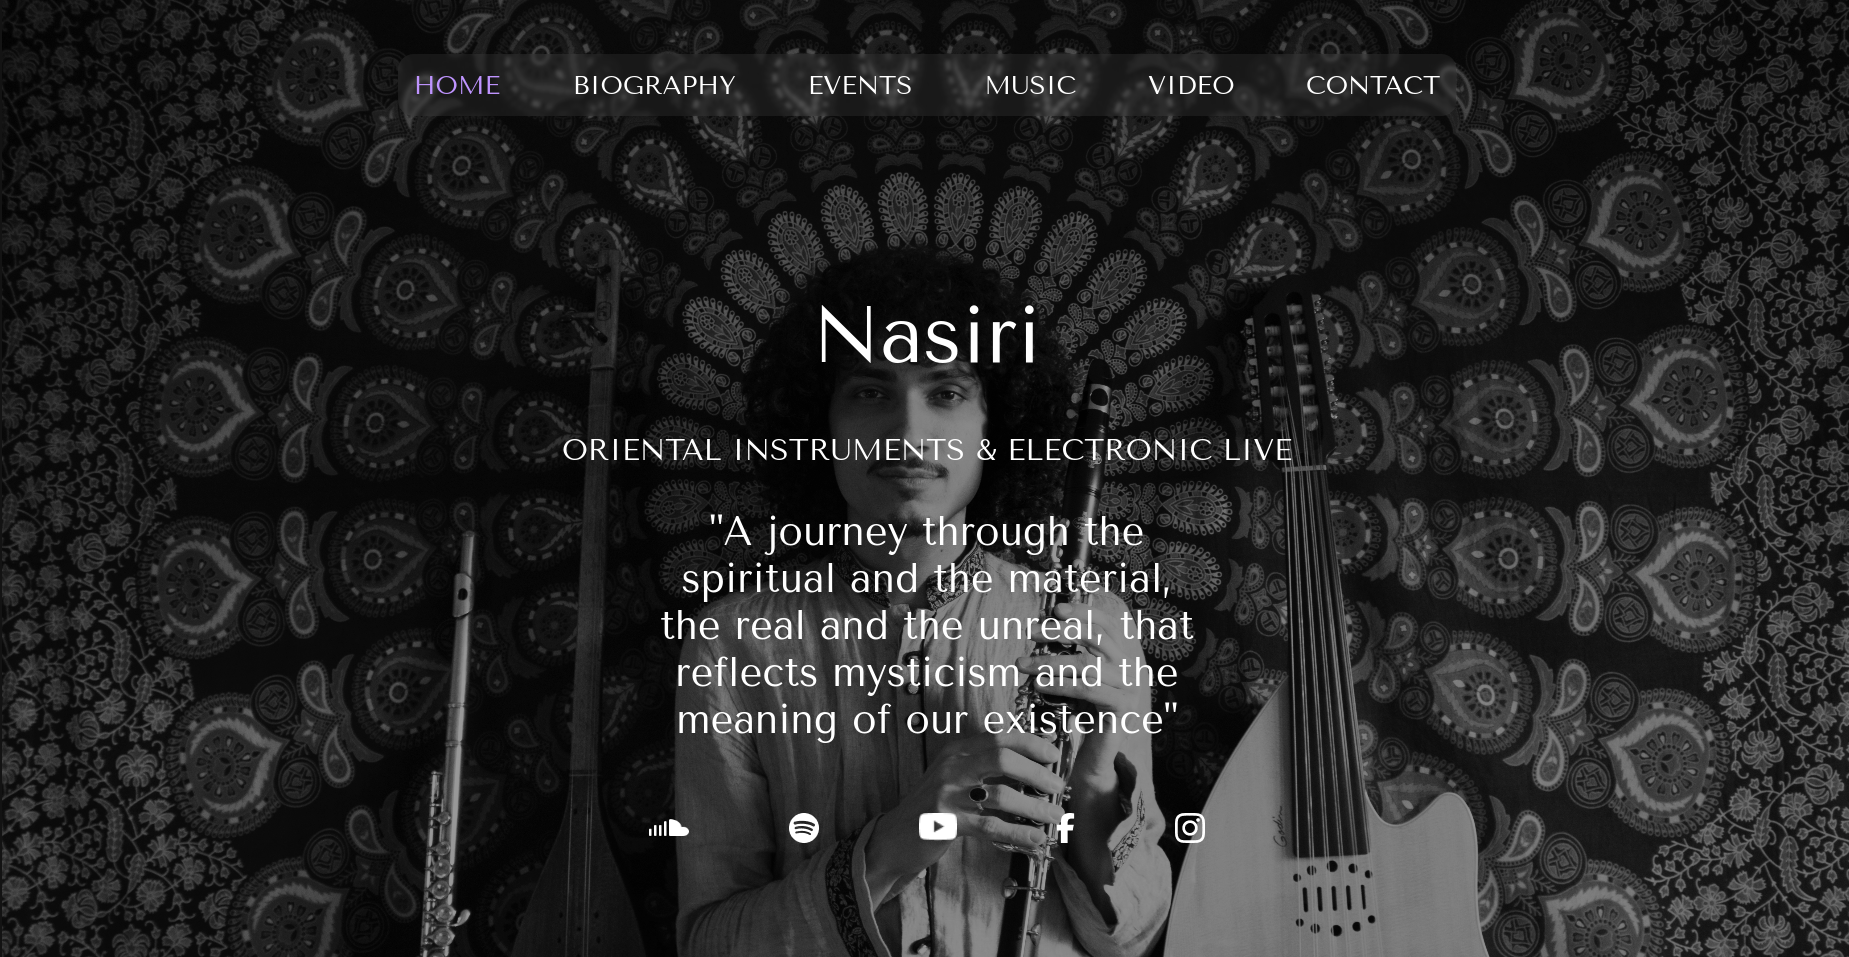 HOME BIOGRAPHY EVENTS MUSIC VIDEO CONTACT
Nasiri
ORIENTAL INSTRUMENTS & ELECTRONIC LIVE
"A journey through the
spiritual and the material,
the real and the unreal, that
reflects mysticism and the
meaning of our existence"